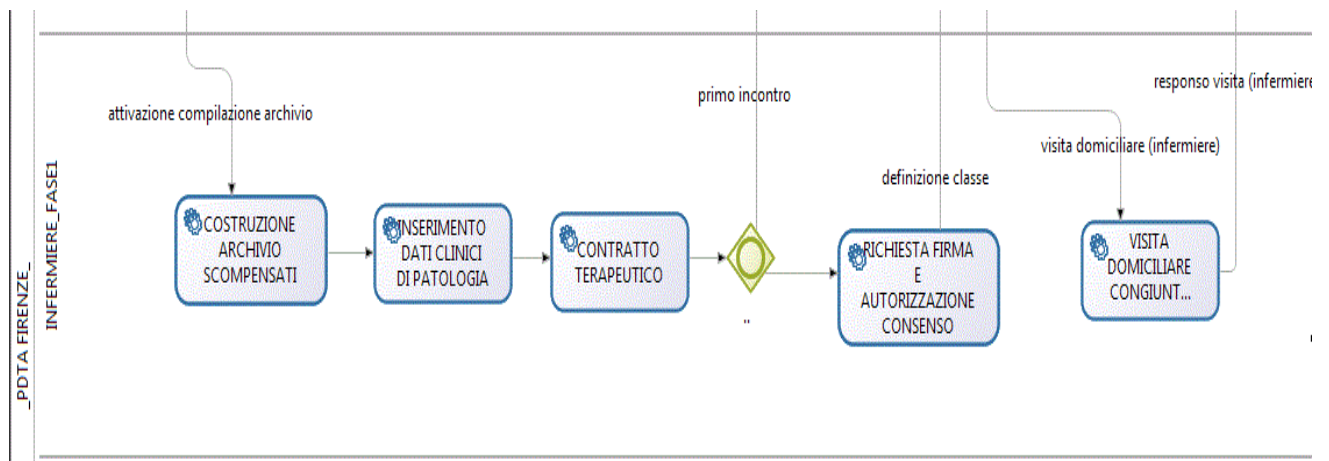 _PDTA FIRENZE_
INFERMIERE_FASE1
attivazione compilazione archivio
primo incontro
responso visita (infermiere
visita domiciliare (infermiere)
definizione classe
COSTRUZIONE
ARCHIVIO
SCOMPENSATI
INSERIMENTO
DATI CLINICI
DI PATOLOGIA
CONTRATTO
TERAPEUTICO
..
RICHIESTA FIRMA
E
AUTORIZZAZIONE
CONSENSO
VISITA
DOMICILIARE
CONGIUNT...